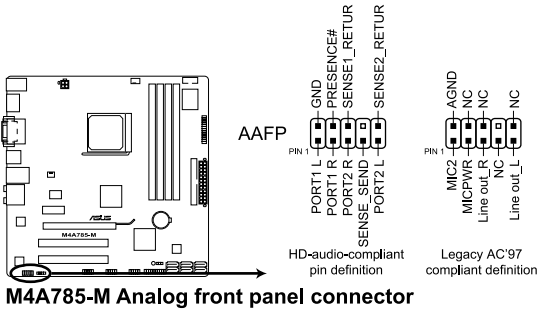 GND
PRESENCE#
SENSE1_RETUR
SENSE2_RETUR
AGND
NC
NC
NC
AAFP
PIN 1
PIN 1
PORT1 L
PORT1 R
PORT2 R
SENSE_SEND
PORT2 L
MIC2
MICPWR
Line out_R
NC
Line out_L
ASUS
M4A785-M
HD-audio-compliant
pin definition
Legacy AC'97
compliant definition
M4A785-M Analog front panel connector